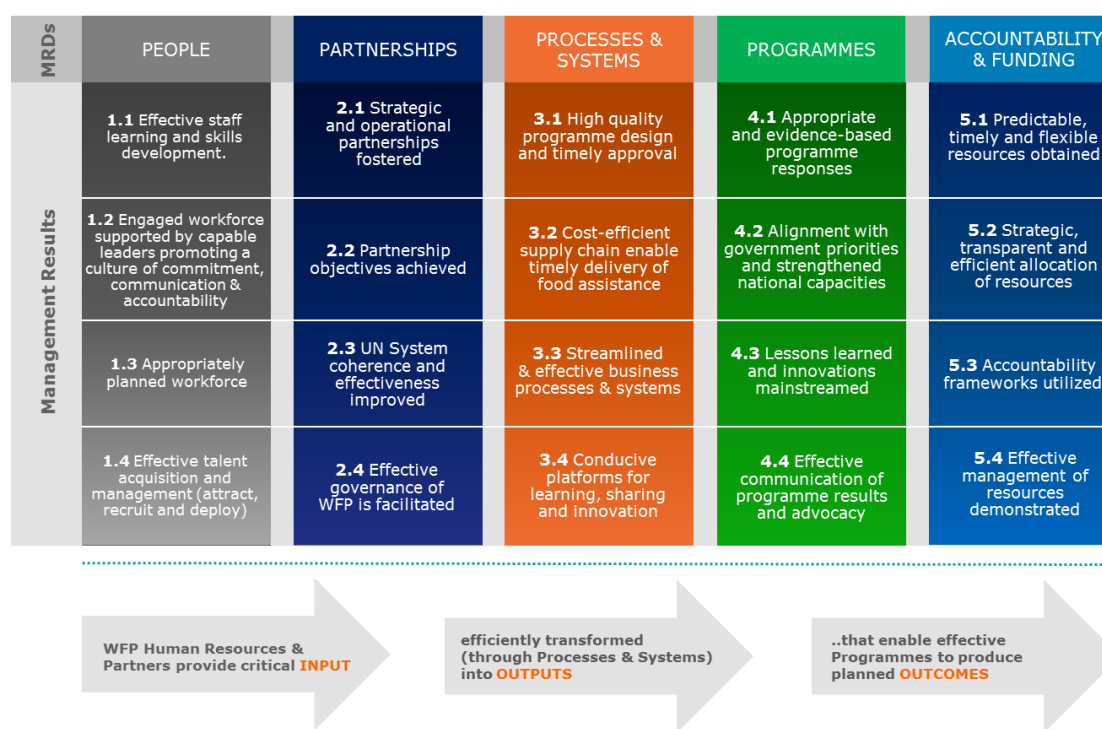 MRDs
PEOPLE
PARTNERSHIPS
PROCESSES &
SYSTEMS
PROGRAMMES
ACCOUNTABILITY
& FUNDING
Management Results
1.1 Effective staff
learning and skills
development.
2.1 Strategic
and operational
partnerships
fostered
3.1 High quality
programme design
and timely approval
4.1 Appropriate
and evidence-based
programme
responses
5.1 Predictable,
timely and flexible
resources obtained
1.2 Engaged workforce
supported by capable
leaders promoting a
culture of commitment,
communication &
accountability
2.2 Partnership
objectives achieved
3.2 Cost-efficient
supply chain enable
timely delivery of
food assistance
4.2 Alignment with
government priorities
and strengthened
national capacities
5.2 Strategic,
transparent and
efficient allocation
of resources
1.3 Appropriately
planned workforce
2.3 UN System
coherence and
effectiveness
improved
3.3 Streamlined
& effective business
processes & systems
4.3 Lessons learned
and innovations
mainstreamed
5.3 Accountability
frameworks utilized
1.4 Effective talent
acquisition and
management (attract,
recruit and deploy)
2.4 Effective
governance of
WFP is facilitated
3.4 Conducive
platforms for
learning, sharing
and innovation
4.4 Effective
communication of
programme results
and advocacy
5.4 Effective
management of
resources
demonstrated
WFP Human Resources &
Partners provide critical INPUT
efficiently transformed
(through Processes & Systems)
into OUTPUTS
..that enable effective
Programmes to produce
planned OUTCOMES